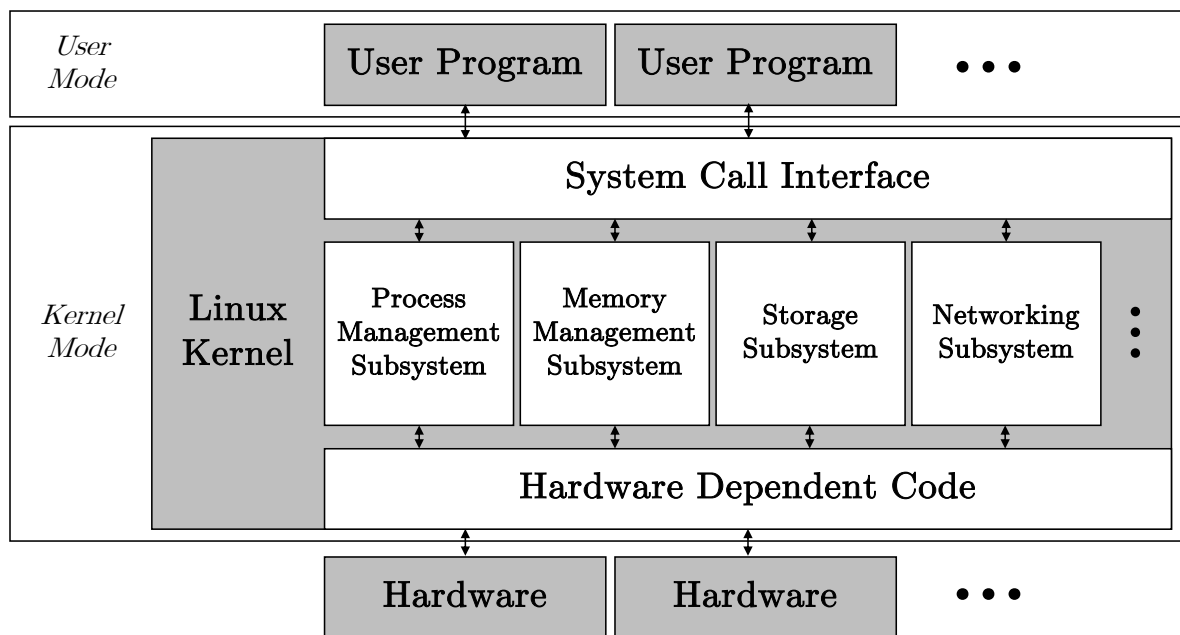 User
Mode
User Program
User Program
System Call Interface
Kernel
Mode
Linux
Kernel
Process
Management
Subsystem
Memory
Management
Subsystem
Storage
Subsystem
Networking
Subsystem
Hardware Dependent Code
Hardware
Hardware